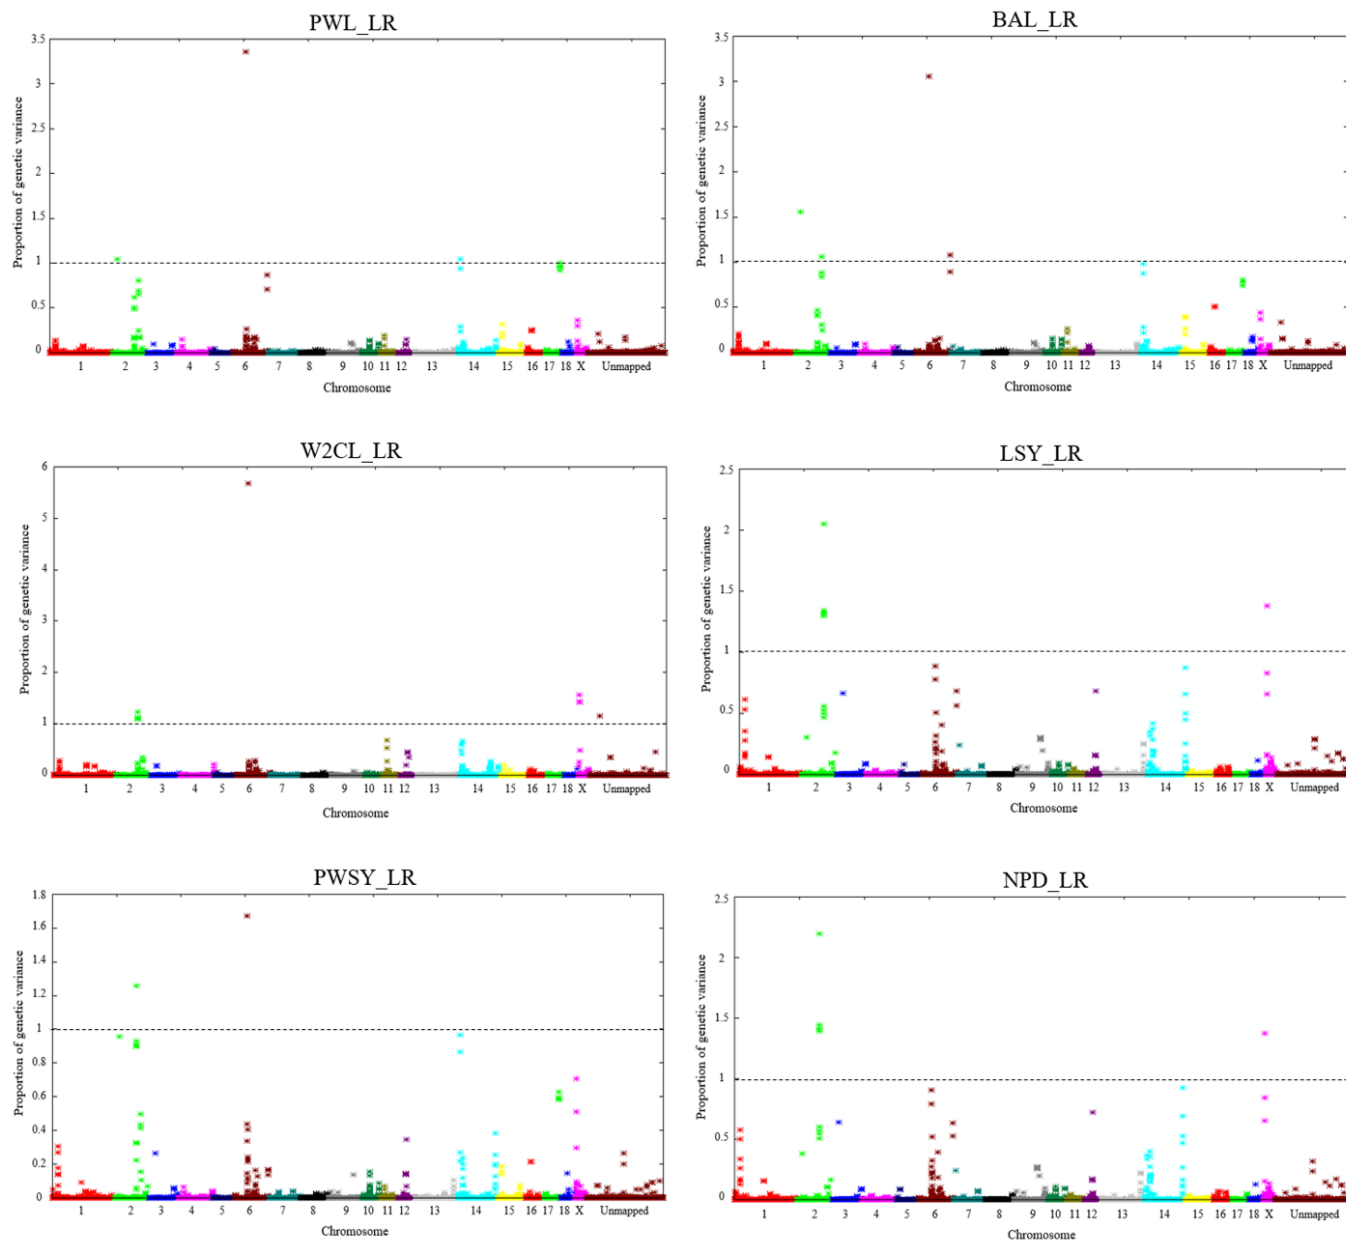 PWL_LR
Proportion of genetic variance
3.5
3
2.5
2
1.5
1
0.5
0
1 2 3 4 5 6 7 8 9 10 11 12 13 14 15 16 17 18 X Unmapped
Chromosome
BAL_LR
Proportion of genetic variance
3.5
3
2.5
2
1.5
1
0.5
0
1 2 3 4 5 6 7 8 9 10 11 12 13 14 15 16 17 18 X Unmapped
Chromosome
W2CL_LR
Proportion of genetic variance
6
5
4
3
2
1
0
1 2 3 4 5 6 7 8 9 10 11 12 13 14 15 16 17 18 X Unmapped
Chromosome
LSY_LR
Proportion of genetic variance
2.5
2
1.5
1
0.5
0
1 2 3 4 5 6 7 8 9 10 11 12 13 14 15 16 17 18 X Unmapped
Chromosome
PWSY_LR
Proportion of genetic variance
1.8
1.6
1.4
1.2
1
0.8
0.6
0.4
0.2
0
1 2 3 4 5 6 7 8 9 10 11 12 13 14 15 16 17 18 X Unmapped
Chromosome
NPD_LR
Proportion of genetic variance
2.5
2
1.5
1
0.5
0
1 2 3 4 5 6 7 8 9 10 11 12 13 14 15 16 17 18 X Unmapped
Chromosome